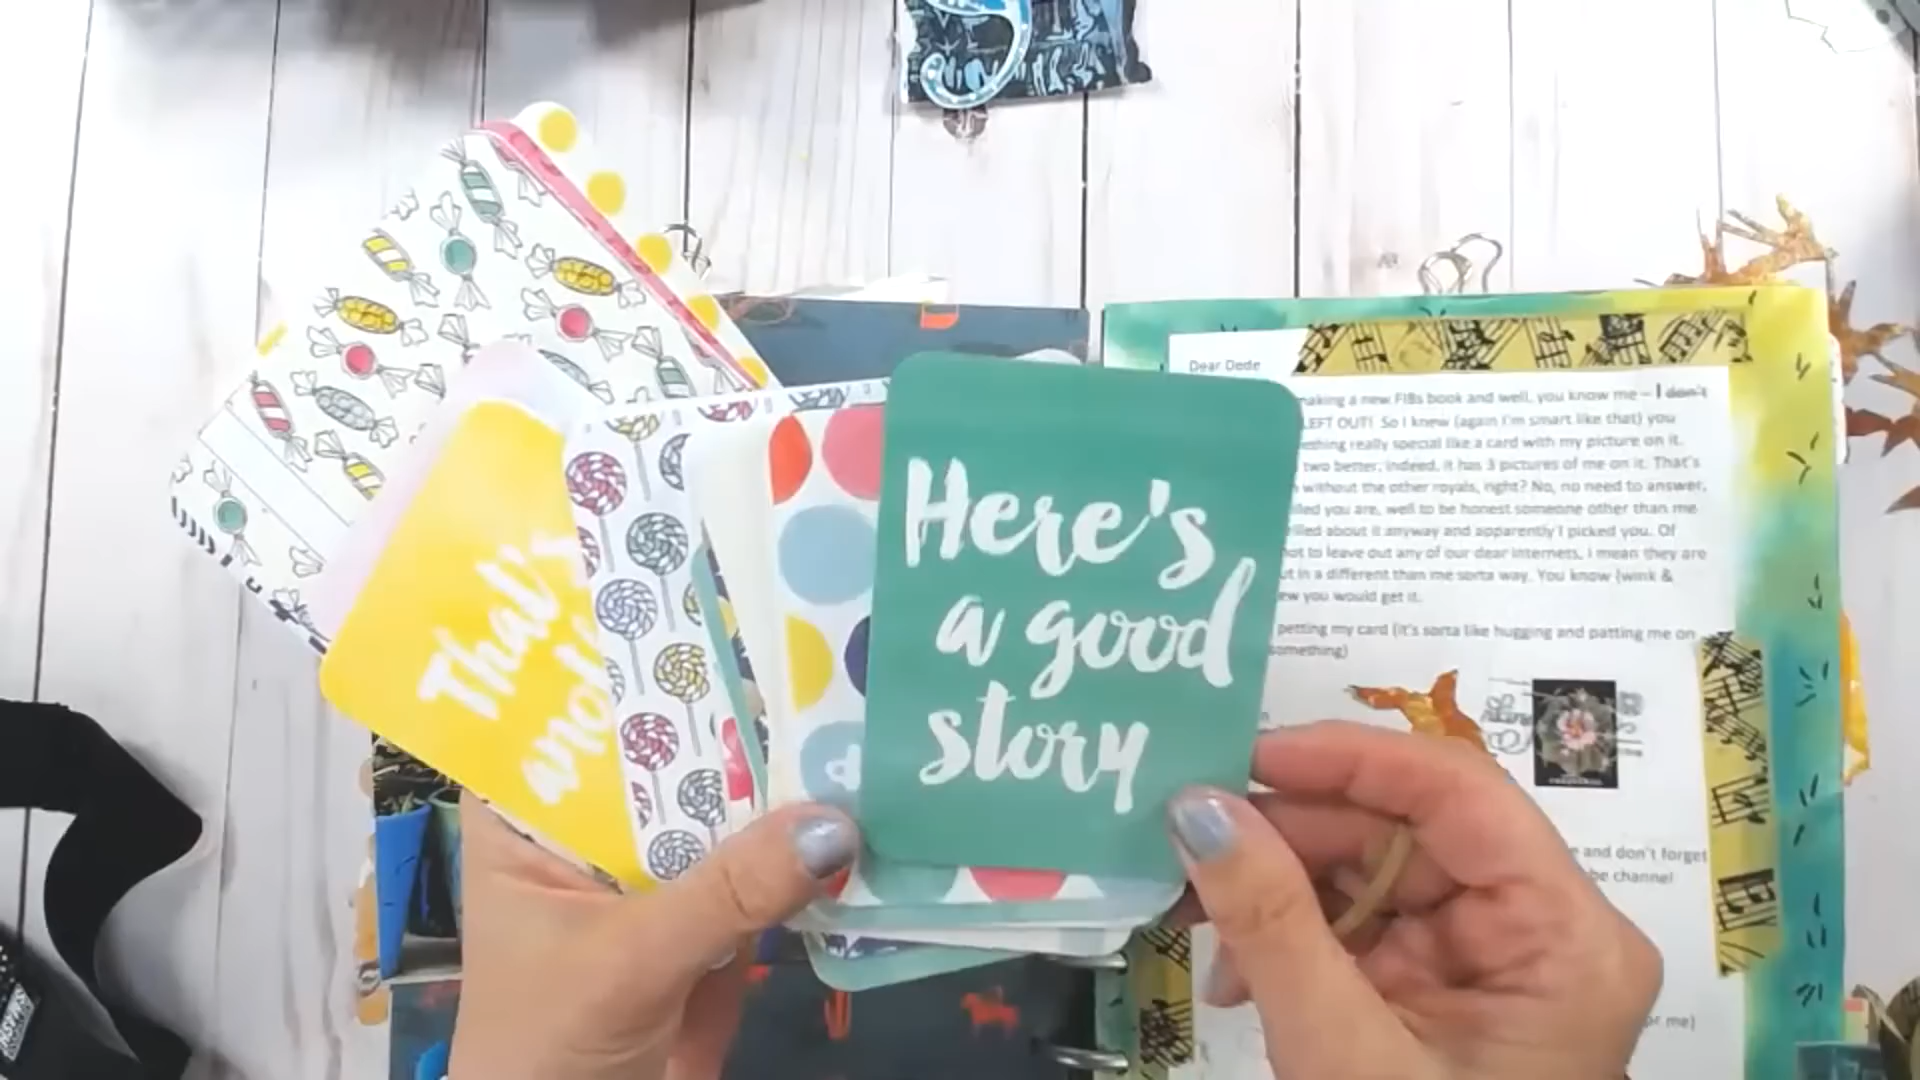 That's
Here's
a good
story
Dear Dede
making a new FIBs book and well, you know me – I don't
LEFT OUT! So I knew (again I'm smart like that) you
something really special like a card with my picture on it.
two better, indeed, it has 3 pictures of me on it. That's
without the other royals, right? No, no need to answer,
you are, well to be honest someone other than me
about it anyway and apparently I picked you. Of
not to leave out any of our dear internets, I mean they are
in a different than me sorta way. You know (wink &
you would get it.
petting my card (it's sorta like hugging and patting me on
something)
and don't forget
channel
me)